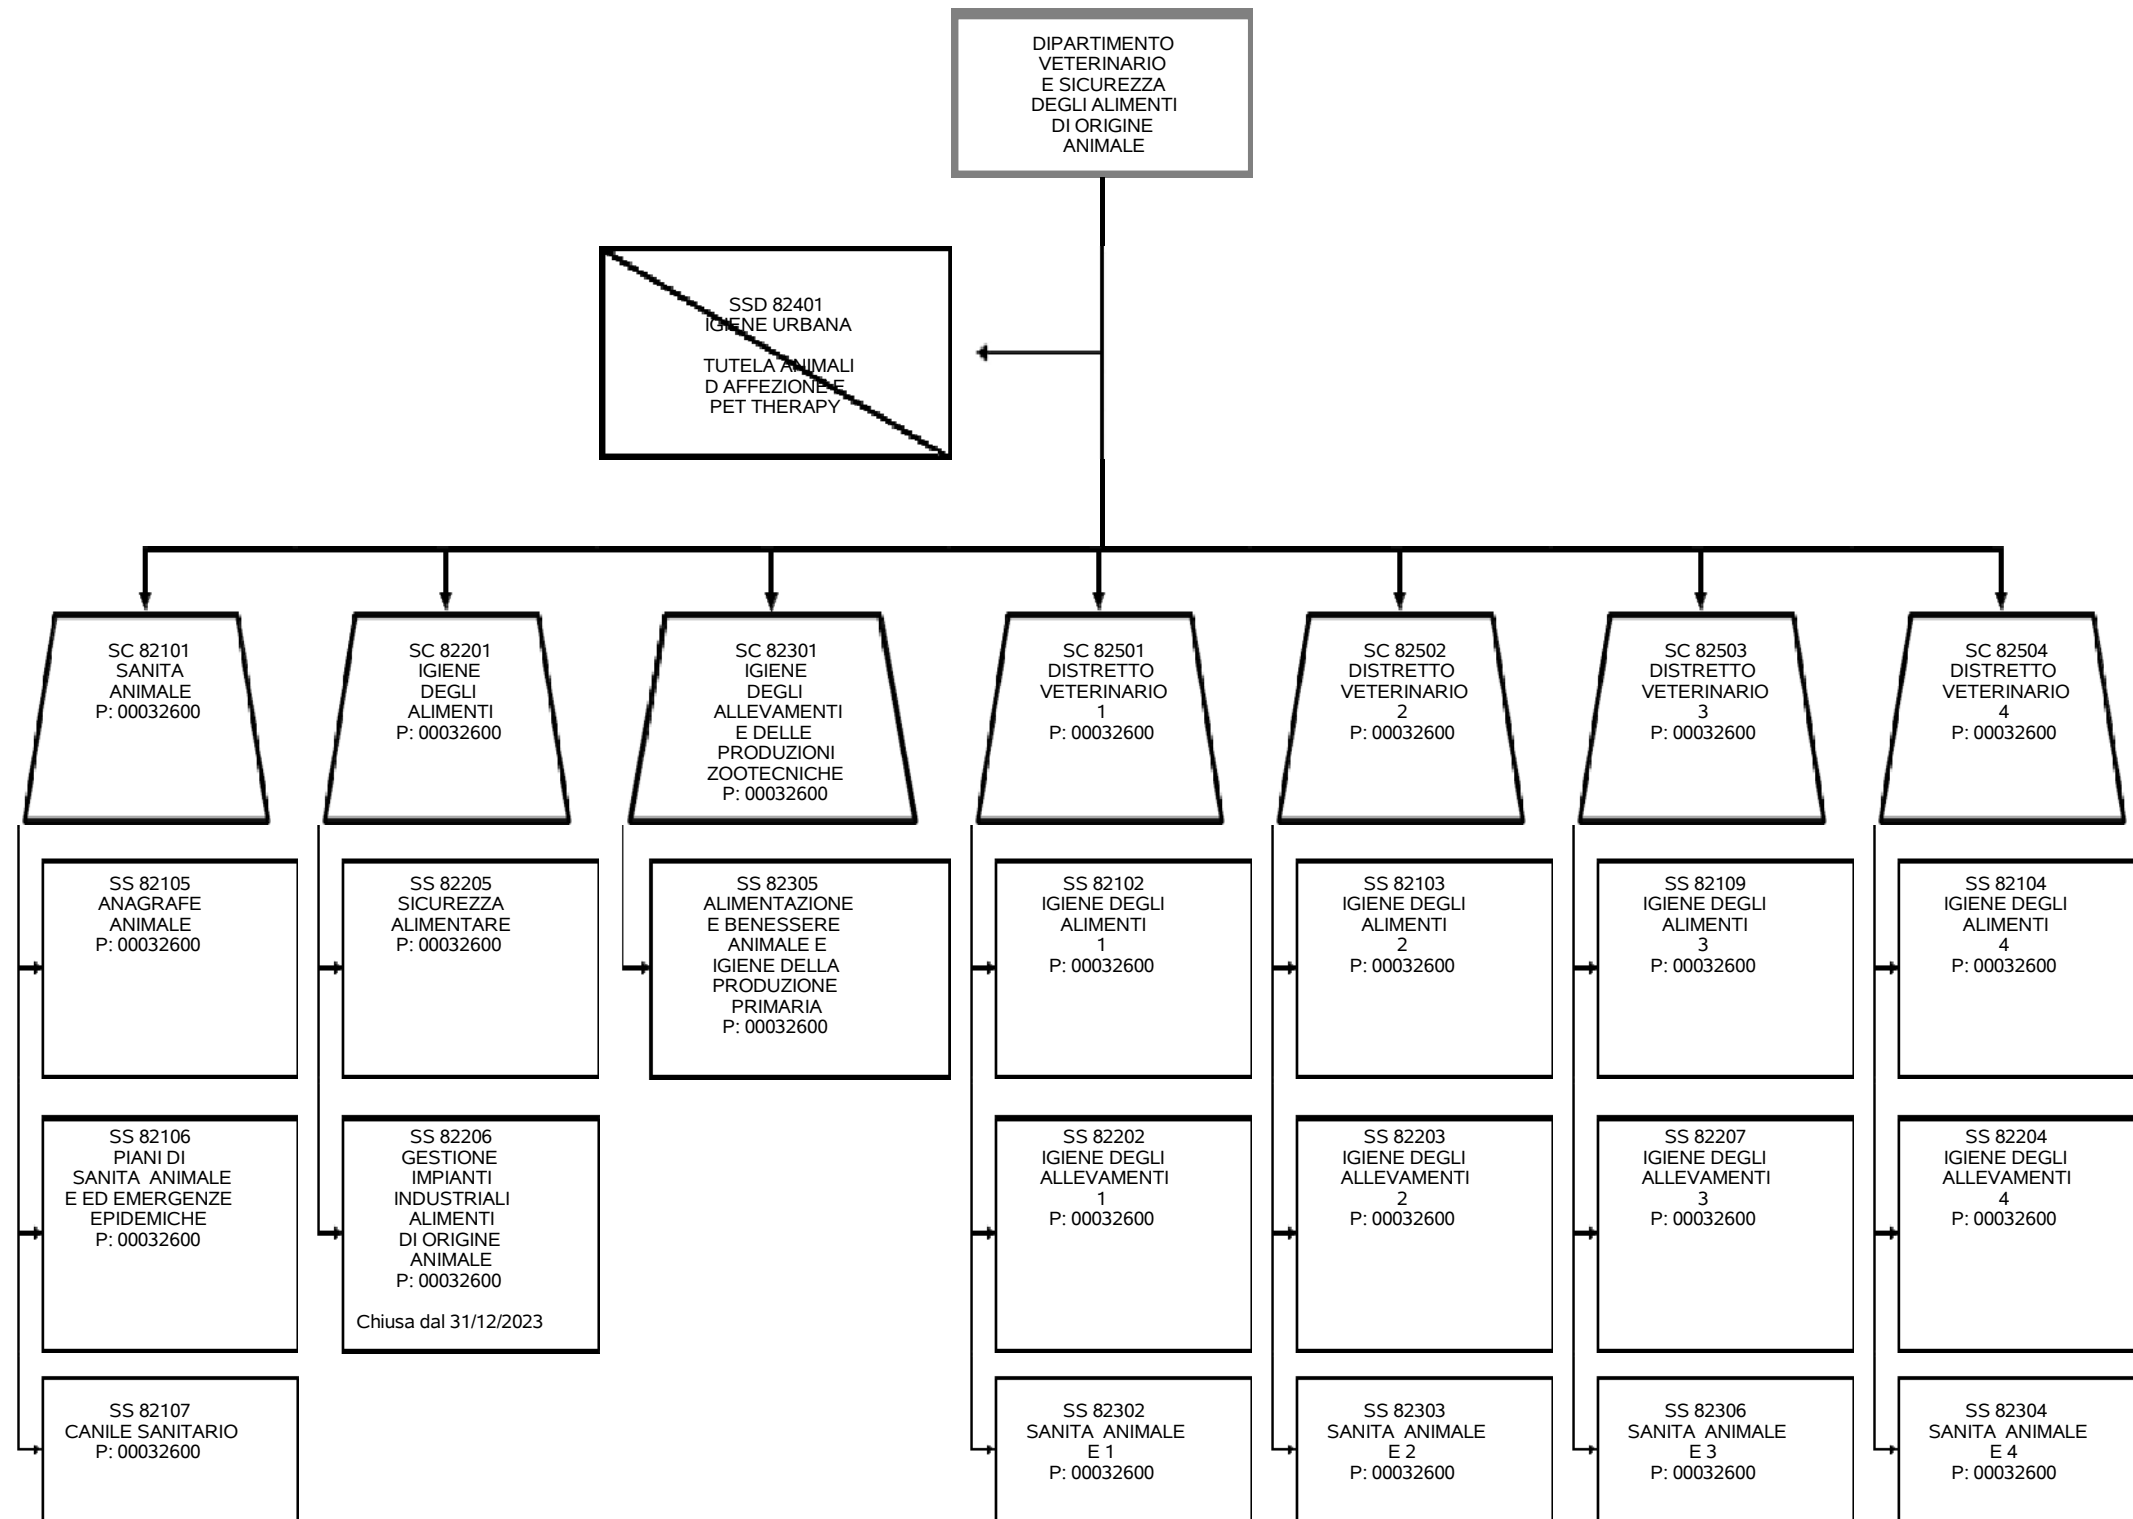 DIPARTIMENTO
VETERINARIO
E SICUREZZA
DEGLI ALIMENTI
DI ORIGINE
ANIMALE
SSD 82401
IGIENE URBANA
TUTELA ANIMALI
D AFFEZIONE E
PET THERAPY
SC 82101
SANITA
ANIMALE
P: 00032600
SC 82201
IGIENE
DEGLI
ALIMENTI
P: 00032600
SC 82301
IGIENE
DEGLI
ALLEVAMENTI
E DELLE
PRODUZIONI
ZOOTECNICHE
P: 00032600
SC 82501
DISTRETTO
VETERINARIO
1
P: 00032600
SC 82502
DISTRETTO
VETERINARIO
2
P: 00032600
SC 82503
DISTRETTO
VETERINARIO
3
P: 00032600
SC 82504
DISTRETTO
VETERINARIO
4
P: 00032600
SS 82105
ANAGRAFE
ANIMALE
P: 00032600
SS 82205
SICUREZZA
ALIMENTARE
P: 00032600
SS 82305
ALIMENTAZIONE
E BENESSERE
ANIMALE E
IGIENE DELLA
PRODUZIONE
PRIMARIA
P: 00032600
SS 82102
IGIENE DEGLI
ALIMENTI
1
P: 00032600
SS 82103
IGIENE DEGLI
ALIMENTI
2
P: 00032600
SS 82109
IGIENE DEGLI
ALIMENTI
3
P: 00032600
SS 82104
IGIENE DEGLI
ALIMENTI
4
P: 00032600
SS 82106
PIANI DI
SANITA ANIMALE
E ED EMERGENZE
EPIDEMICHE
P: 00032600
SS 82206
GESTIONE
IMPIANTI
INDUSTRIALI
ALIMENTI
DI ORIGINE
ANIMALE
P: 00032600
Chiusa dal 31/12/2023
SS 82202
IGIENE DEGLI
ALLEVAMENTI
1
P: 00032600
SS 82203
IGIENE DEGLI
ALLEVAMENTI
2
P: 00032600
SS 82207
IGIENE DEGLI
ALLEVAMENTI
3
P: 00032600
SS 82204
IGIENE DEGLI
ALLEVAMENTI
4
P: 00032600
SS 82107
CANILE SANITARIO
P: 00032600
SS 82302
SANITA ANIMALE
E 1
P: 00032600
SS 82303
SANITA ANIMALE
E 2
P: 00032600
SS 82306
SANITA ANIMALE
E 3
P: 00032600
SS 82304
SANITA ANIMALE
E 4
P: 00032600